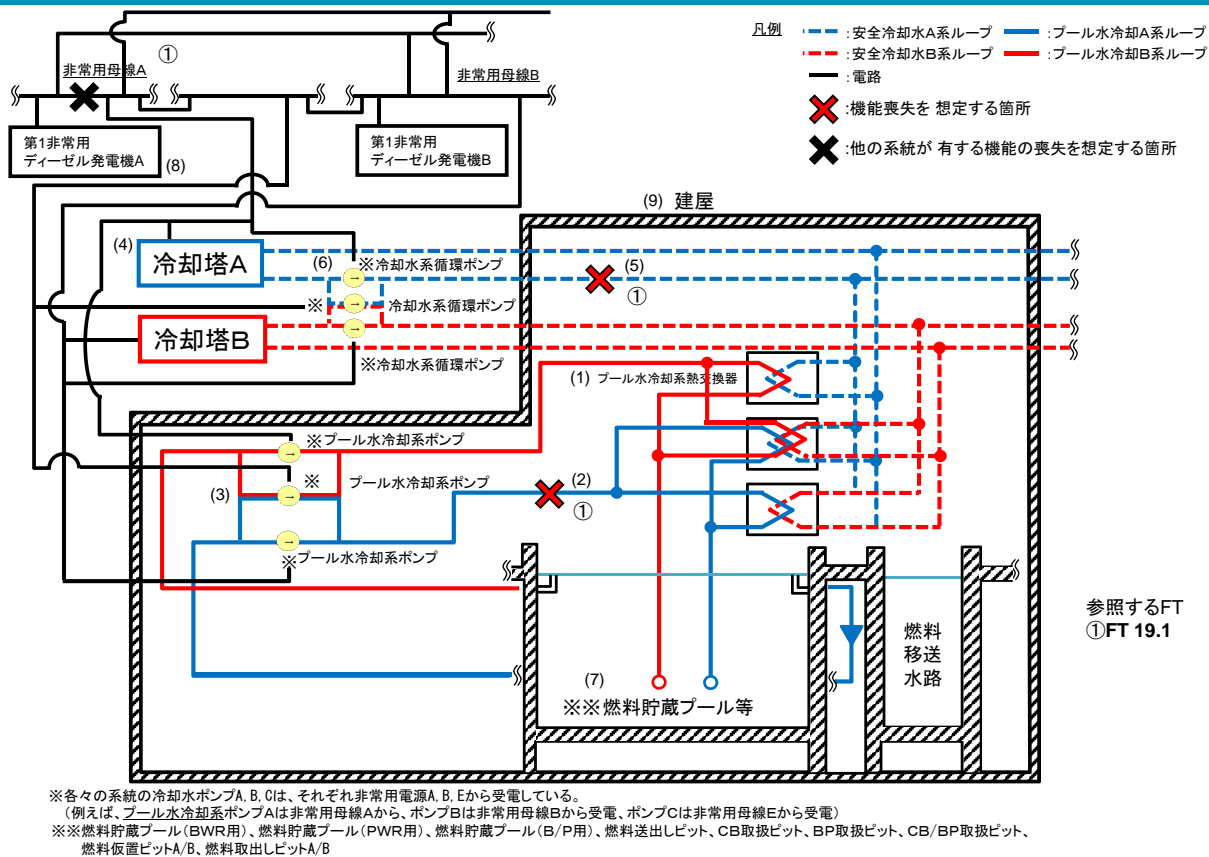 凡例
:安全冷却水A系ループ
:プール水冷却A系ループ
:安全冷却水B系ループ
:プール水冷却B系ループ
:電路
:機能喪失を 想定する箇所
:他の系統が 有する機能の喪失を想定する箇所
①
非常用母線A
非常用母線B
第1非常用
ディーゼル発電機A
(8)
第1非常用
ディーゼル発電機B
(9) 建屋
(4)
冷却塔A
(6)
※冷却水系循環ポンプ
(5)
①
※
冷却水系循環ポンプ
冷却塔B
※冷却水系循環ポンプ
(1) プール水冷却系熱交換器
※プール水冷却系ポンプ
(3)
※
プール水冷却系ポンプ
(2)
①
※プール水冷却系ポンプ
燃料
移送
水路
参照するFT
①FT 19.1
(7)
※※燃料貯蔵プール等
※各々の系統の冷却水ポンプA, B, Cは、それぞれ非常用電源A, B, Eから受電している。
(例えば、プール水冷却系ポンプAは非常用母線Aから、ポンプBは非常用母線Bから受電、ポンプCは非常用母線Eから受電)
※※燃料貯蔵プール(BWR用)、燃料貯蔵プール(PWR用)、燃料貯蔵プール(B/P用)、燃料送出しピット、CB取扱ピット、BP取扱ピット、CB/BP取扱ピット、
燃料仮置ピットA/B、燃料取出しピットA/B